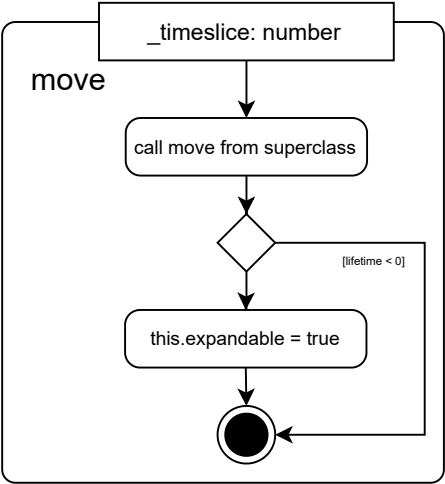 _timeslice: number
move
call move from superclass
[lifetime < 0]
this.expandable = true